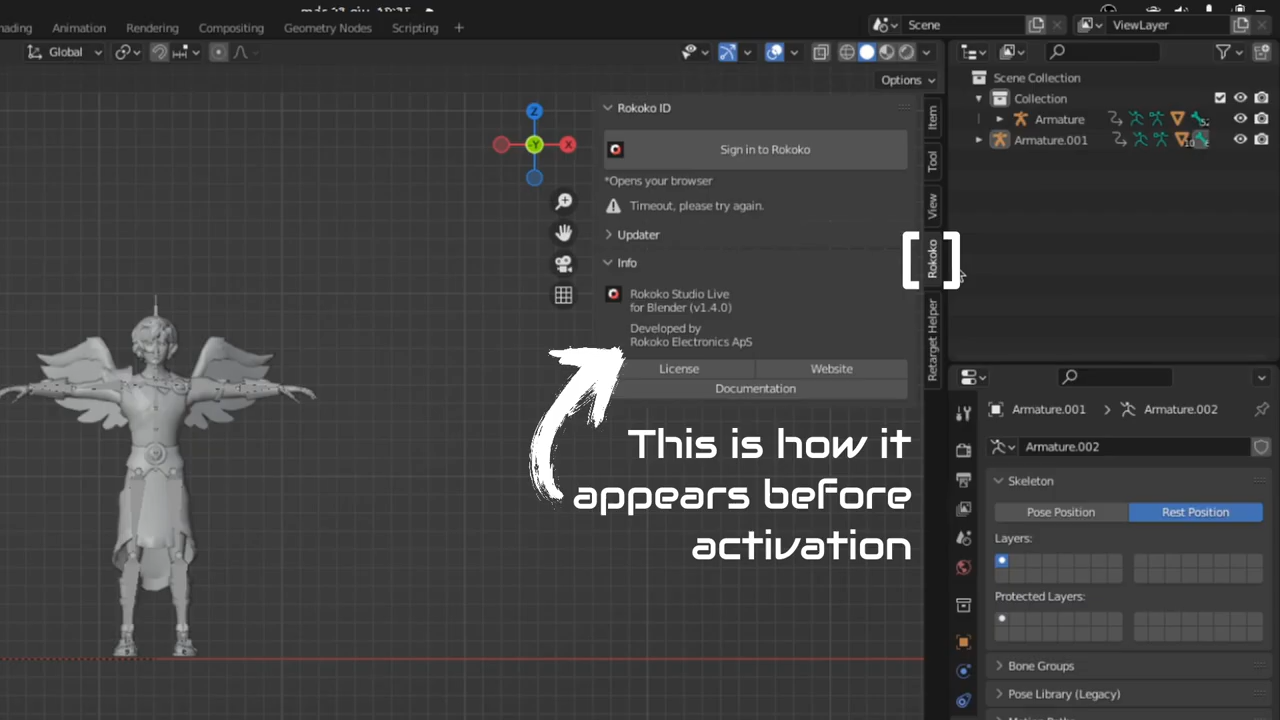 ading Animation Rendering Compositing Geometry Nodes Scripting +
Scene
ViewLayer
Global
Options
Rokoko ID
Sign in to Rokoko
*Opens your browser
Timeout, please try again.
Updater
Info
Rokoko Studio Live
for Blender (v1.4.0)
Developed by
Rokoko Electronics ApS
License Website
Documentation
Z
X
-Y
Item
Tool
View
Rokoko
Retarget Helper
This is how it
appears before
activation
Scene Collection
Collection
Armature
Armature.001
Armature.001 > Armature.002
Armature.002
Skeleton
Pose Position Rest Position
Layers:
Protected Layers:
Bone Groups
Pose Library (Legacy)